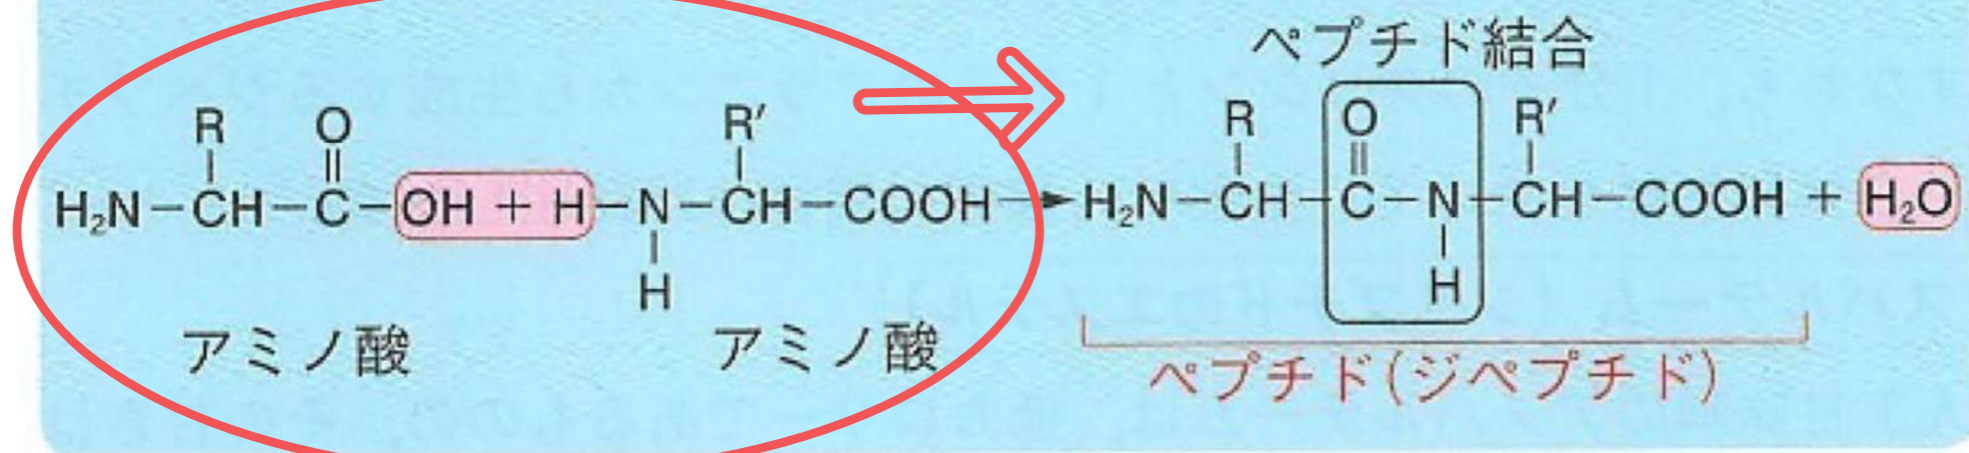 ペプチド結合
R O R′ R O R′
H₂N−CH−C−OH + H−N−CH−COOH → H₂N−CH−C−N−CH−COOH + H₂O
H H
アミノ酸 アミノ酸 ペプチド(ジペプチド)